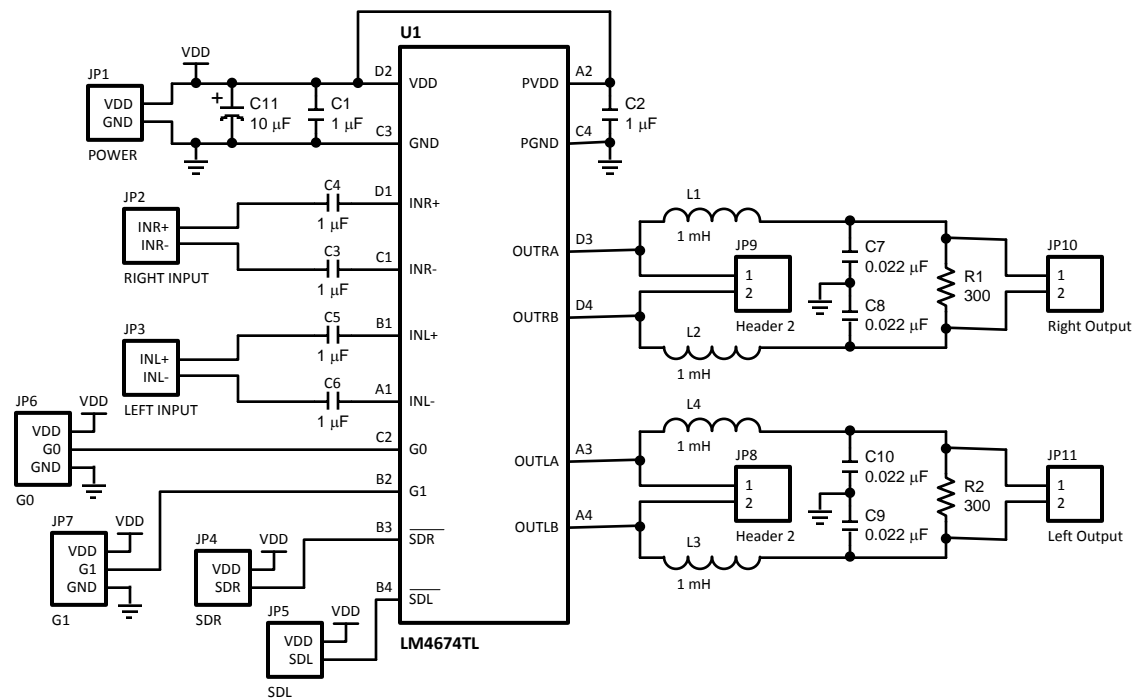 U1
VDD
JP1
VDD
GND
POWER
+
C11
10 μF
C1
1 μF
D2
VDD
C3
GND
A2
PVDD
C2
1 μF
C4
PGND
JP2
INR+
INR-
RIGHT INPUT
C4
1 μF
D1
INR+
C3
1 μF
C1
INR-
JP3
INL+
INL-
LEFT INPUT
C5
1 μF
B1
INL+
C6
1 μF
A1
INL-
JP6
VDD
VDD
G0
GND
G0
C2
G0
B2
G1
JP7
VDD
VDD
G1
GND
G1
JP4
VDD
VDD
SDR
SDR
B3
SDR
JP5
VDD
VDD
SDL
SDL
B4
SDL
LM4674TL
L1
1 mH
D3
OUTRA
JP9
1
2
Header 2
C7
0.022 μF
C8
0.022 μF
R1
300
JP10
1
2
Right Output
D4
OUTRB
L2
1 mH
L4
1 mH
A3
OUTLA
JP8
1
2
Header 2
C10
0.022 μF
C9
0.022 μF
R2
300
JP11
1
2
Left Output
A4
OUTLB
L3
1 mH